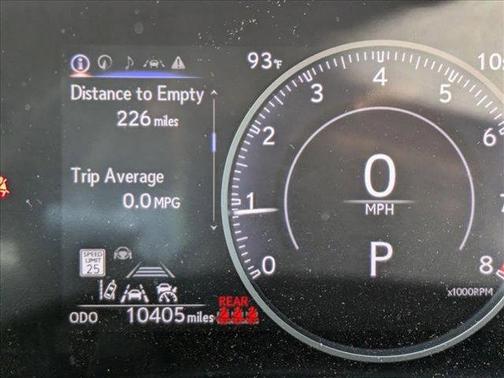 93°F
10
Distance to Empty
226 miles
Trip Average
0.0 MPG
SPEED
LIMIT
25
ODO 10405 miles
REAR
0
1
2
3
4
5
6
8
x1000RPM
0
MPH
P